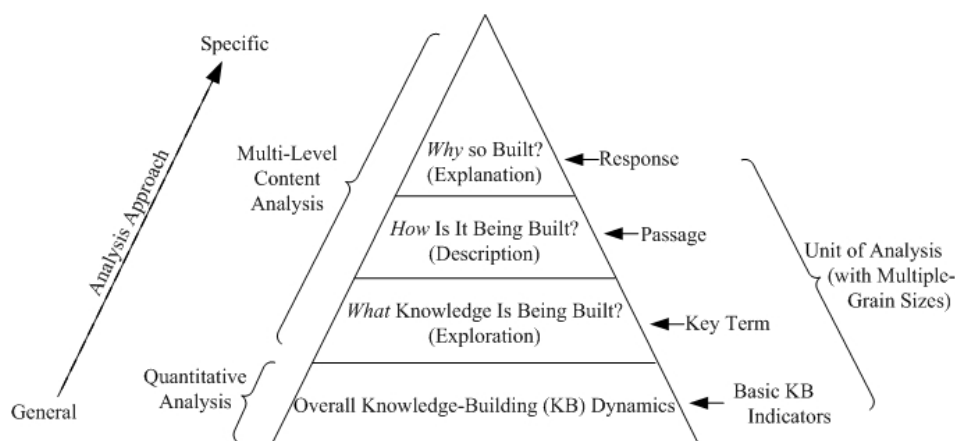 Specific
Analysis Approach
General
Multi-Level
Content
Analysis
Quantitative
Analysis
Why so Built?
(Explanation)
How Is It Being Built?
(Description)
What Knowledge Is Being Built?
(Exploration)
Overall Knowledge-Building (KB) Dynamics
Response
Passage
Key Term
Basic KB
Indicators
Unit of Analysis
(with Multiple-
Grain Sizes)